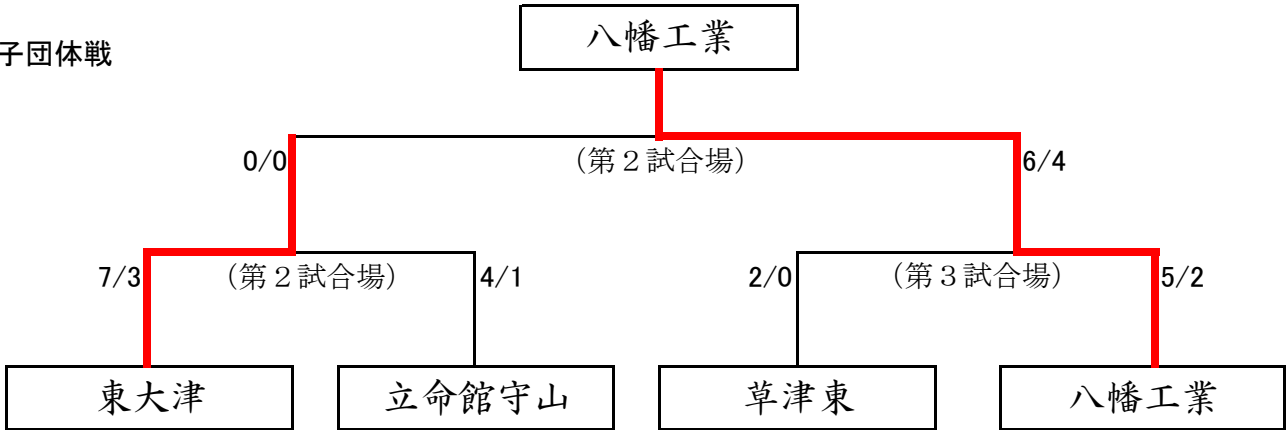 八幡工業
子団体戦
0/0
(第２試合場)
6/4
7/3
(第２試合場)
4/1
2/0
(第３試合場)
5/2
東大津
立命館守山
草津東
八幡工業